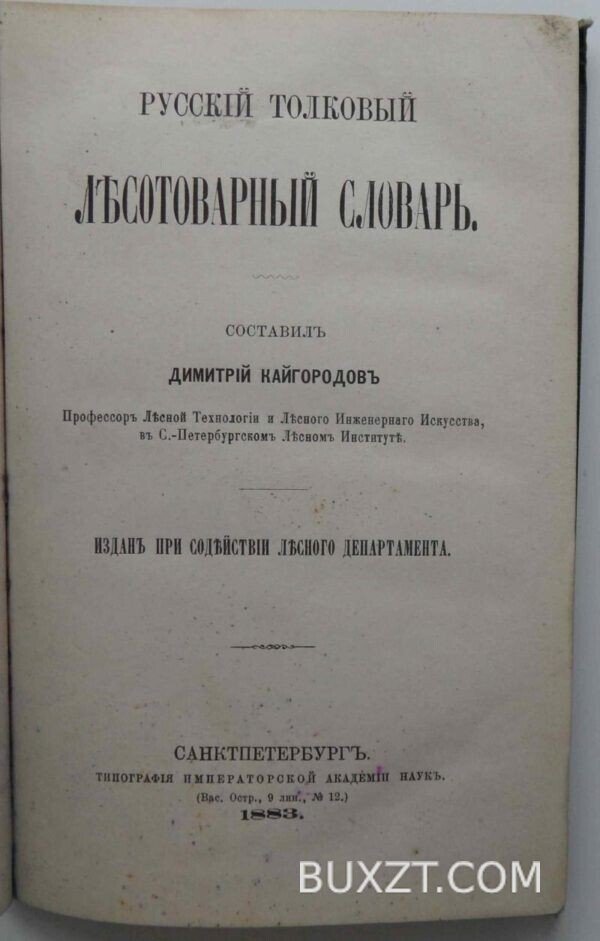 РУССКІЙ ТОЛКОВЫЙ
ЛѢСОТОВАРНЫЙ СЛОВАРЬ.
СОСТАВИЛЪ
ДИМИТРІЙ КАЙГОРОДОВЪ
Профессоръ Лѣсной Технологіи и Лѣсного Инженернаго Искусства,
въ С.-Петербургскомъ Лѣсномъ Институтѣ.
ИЗДАНЪ ПРИ СОДѢЙСТВІИ ЛѢСНОГО ДЕПАРТАМЕНТА.
САНКТПЕТЕРБУРГЪ.
ТИПОГРАФІЯ ИМПЕРАТОРСКОЙ АКАДЕМІИ НАУКЪ.
(Вас. Остр., 9 лин., № 12.)
1883.
BUXZT.COM